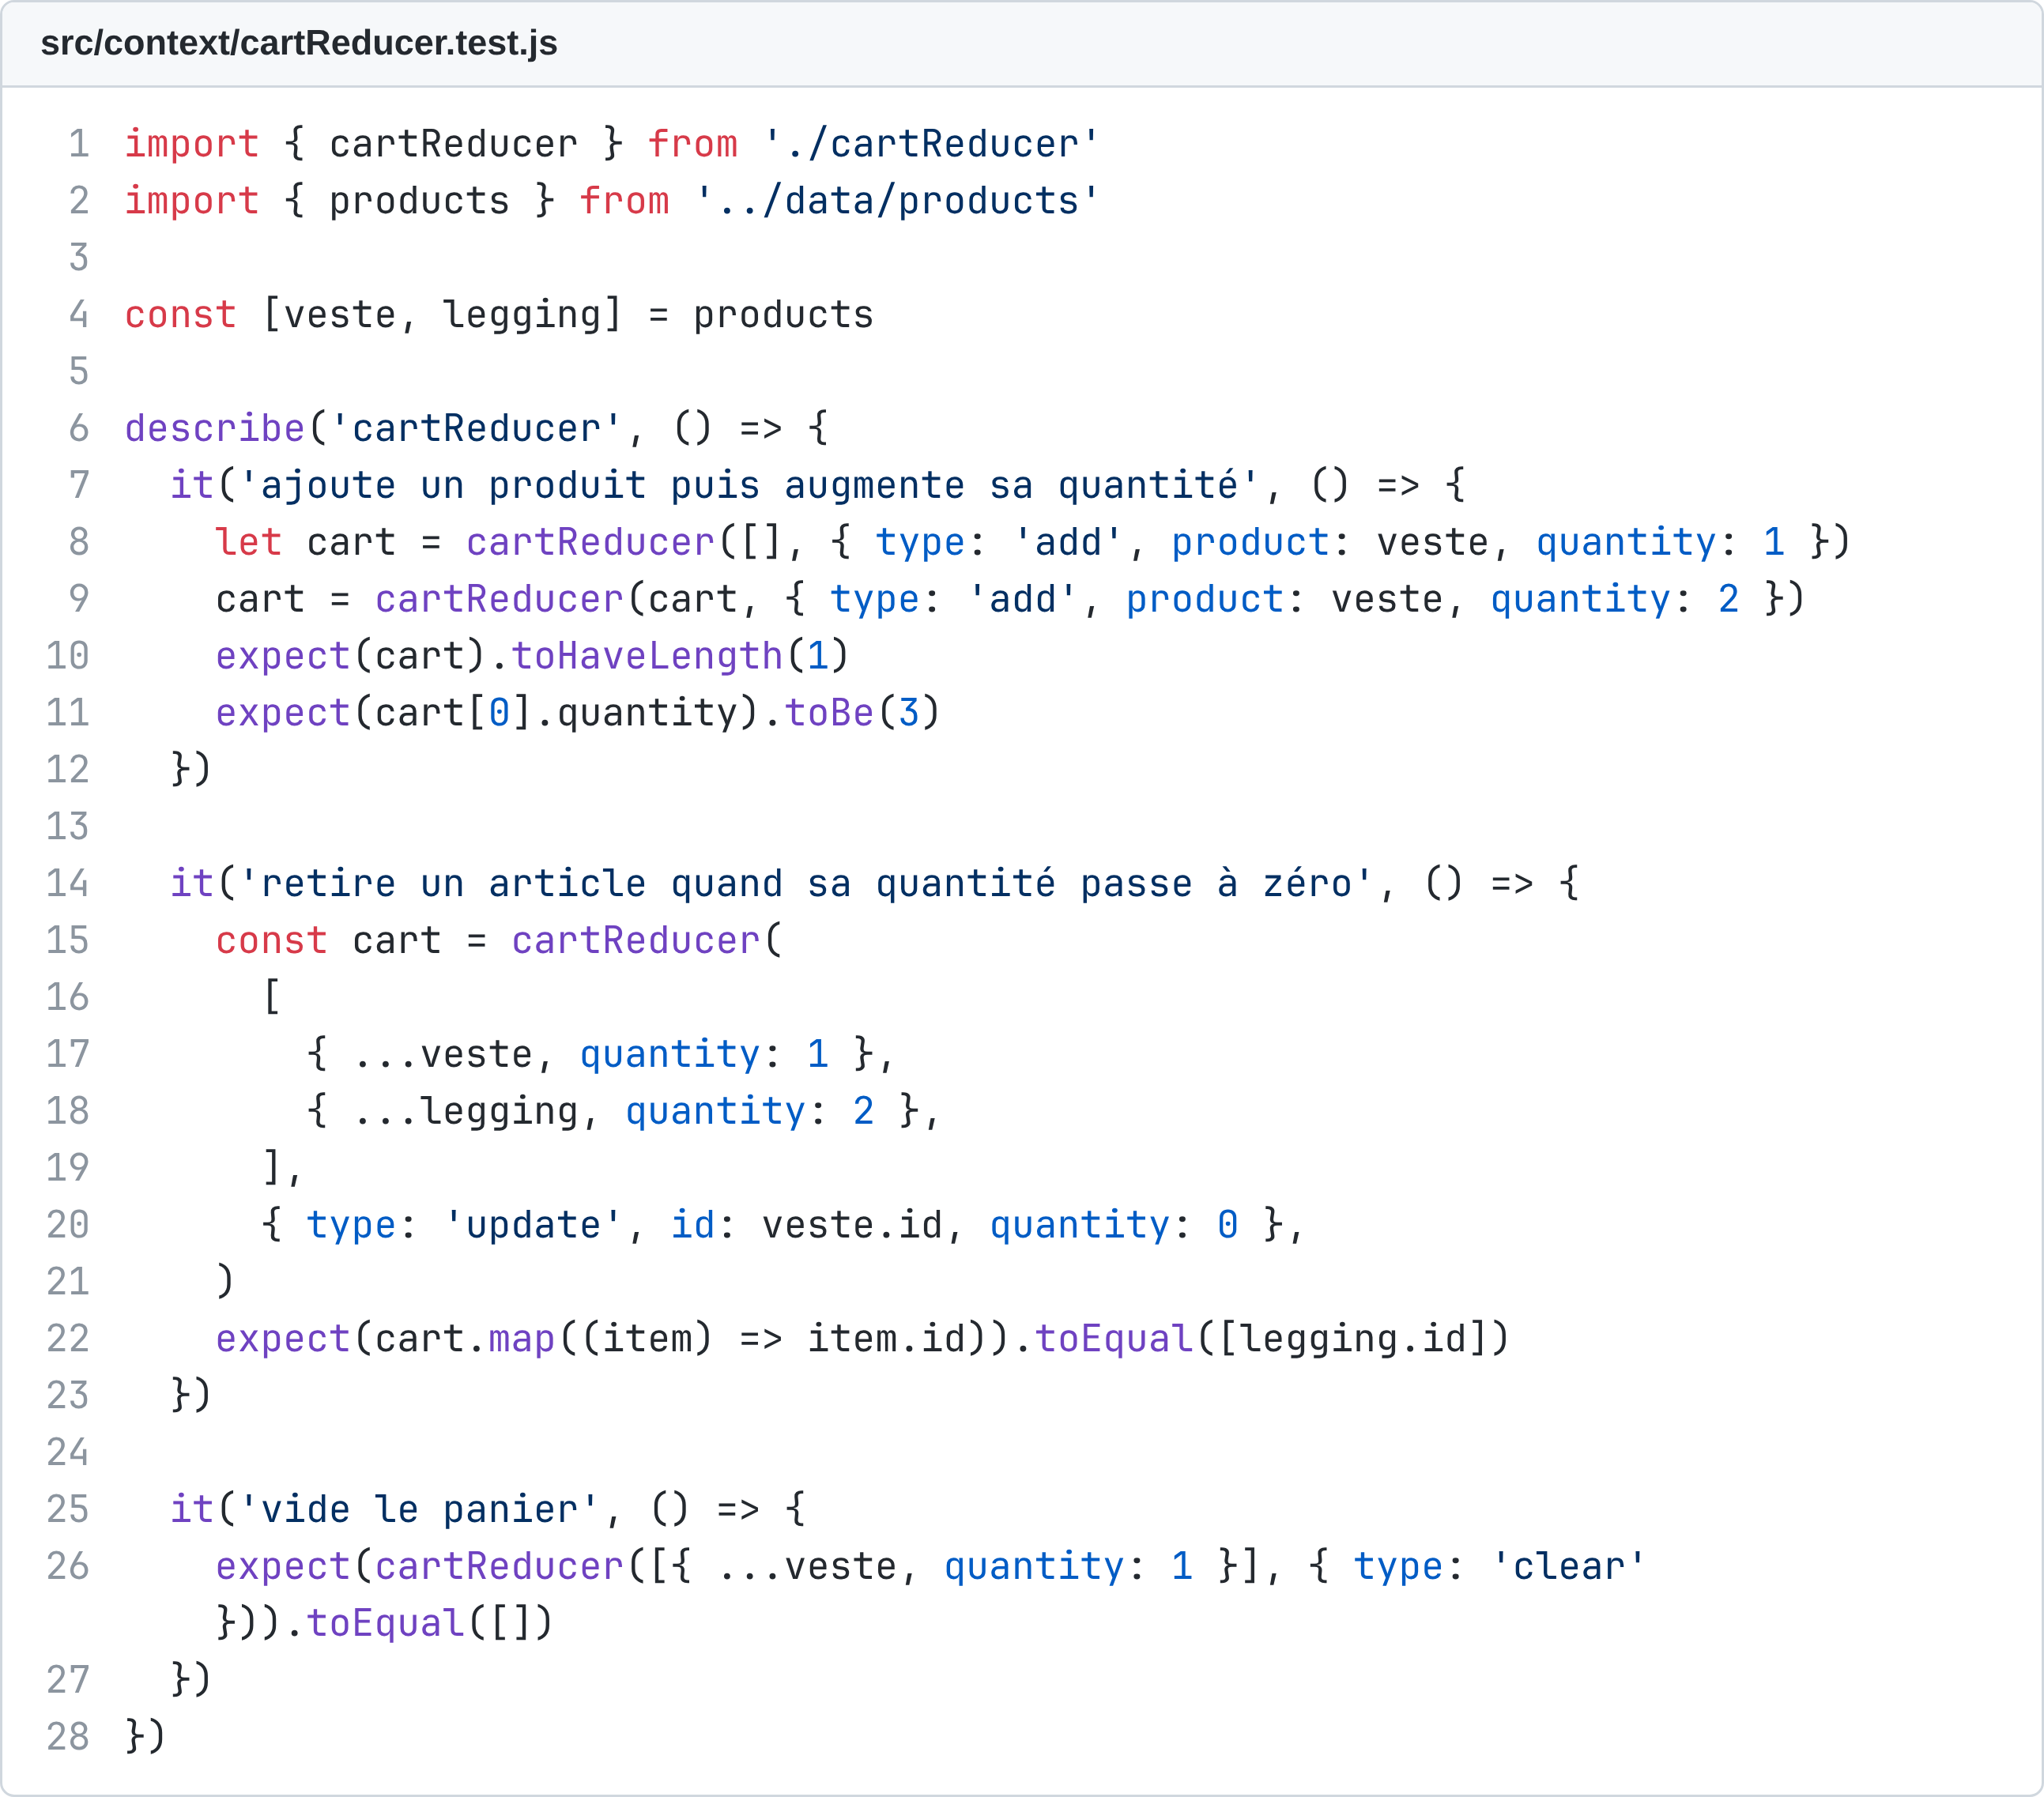 src/context/cartReducer.test.js
1 import { cartReducer } from './cartReducer'
2 import { products } from '../data/products'
3
4 const [veste, legging] = products
5
6 describe('cartReducer', () => {
7   it('ajoute un produit puis augmente sa quantité', () => {
8     let cart = cartReducer([], { type: 'add', product: veste, quantity: 1 })
9     cart = cartReducer(cart, { type: 'add', product: veste, quantity: 2 })
10     expect(cart).toHaveLength(1)
11     expect(cart[0].quantity).toBe(3)
12   })
13
14   it('retire un article quand sa quantité passe à zéro', () => {
15     const cart = cartReducer(
16       [
17         { ...veste, quantity: 1 },
18         { ...legging, quantity: 2 },
19       ],
20       { type: 'update', id: veste.id, quantity: 0 },
21     )
22     expect(cart.map((item) => item.id)).toEqual([legging.id])
23   })
24
25   it('vide le panier', () => {
26     expect(cartReducer([{ ...veste, quantity: 1 }], { type: 'clear'
     })).toEqual([])
27   })
28 })